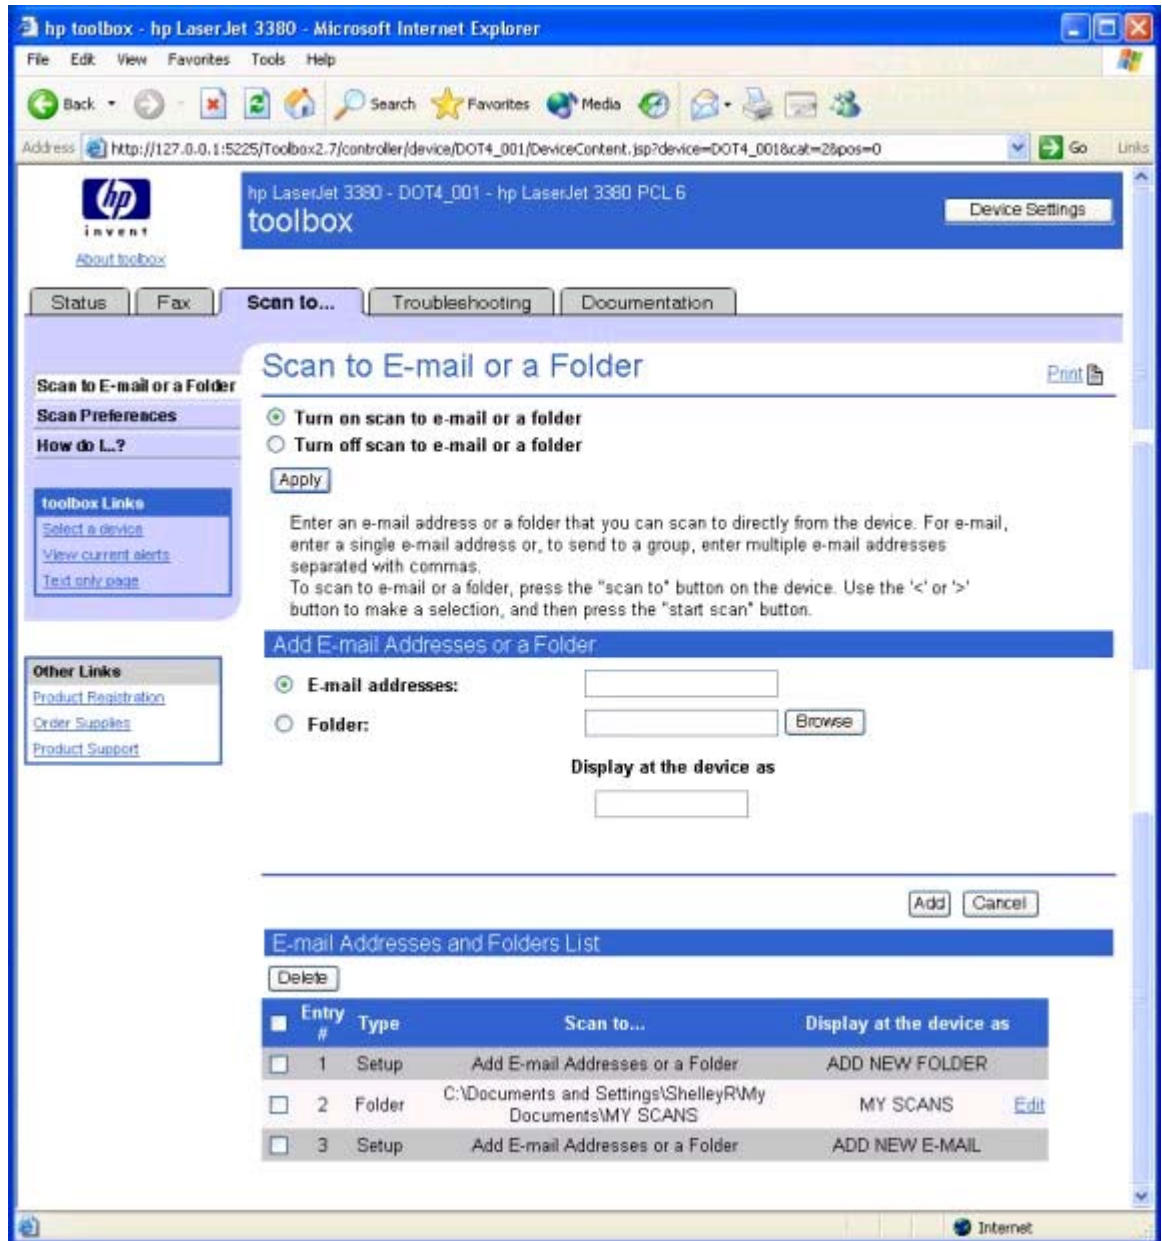 hp toolbox - hp LaserJet 3380 - Microsoft Internet Explorer
File Edit View Favorites Tools Help
Back Search Favorites Media
Address http://127.0.0.1:5225/Toolbox2.7/controller/device/DOT4_001/DeviceContent.jsp?device=DOT4_001&cat=2&pos=0 Go Links
hp
invent
About toolbox
hp LaserJet 3380 - DOT4_001 - hp LaserJet 3380 PCL 6
toolbox
Device Settings
Status Fax Scan to... Troubleshooting Documentation
Scan to E-mail or a Folder
Scan Preferences
How do I...?
toolbox Links
Select a device
View current alerts
Text only page
Other Links
Product Registration
Order Supplies
Product Support
Scan to E-mail or a Folder
Print
Turn on scan to e-mail or a folder
Turn off scan to e-mail or a folder
Apply
Enter an e-mail address or a folder that you can scan to directly from the device. For e-mail,
enter a single e-mail address or, to send to a group, enter multiple e-mail addresses
separated with commas.
To scan to e-mail or a folder, press the "scan to" button on the device. Use the '<' or '>'
button to make a selection, and then press the "start scan" button.
Add E-mail Addresses or a Folder
E-mail addresses:
Folder: Browse
Display at the device as
Add Cancel
E-mail Addresses and Folders List
Delete
Entry # Type Scan to... Display at the device as
1 Setup Add E-mail Addresses or a Folder ADD NEW FOLDER
2 Folder C:\Documents and Settings\ShelleyR\My
Documents\MY SCANS MY SCANS Edit
3 Setup Add E-mail Addresses or a Folder ADD NEW E-MAIL
Internet